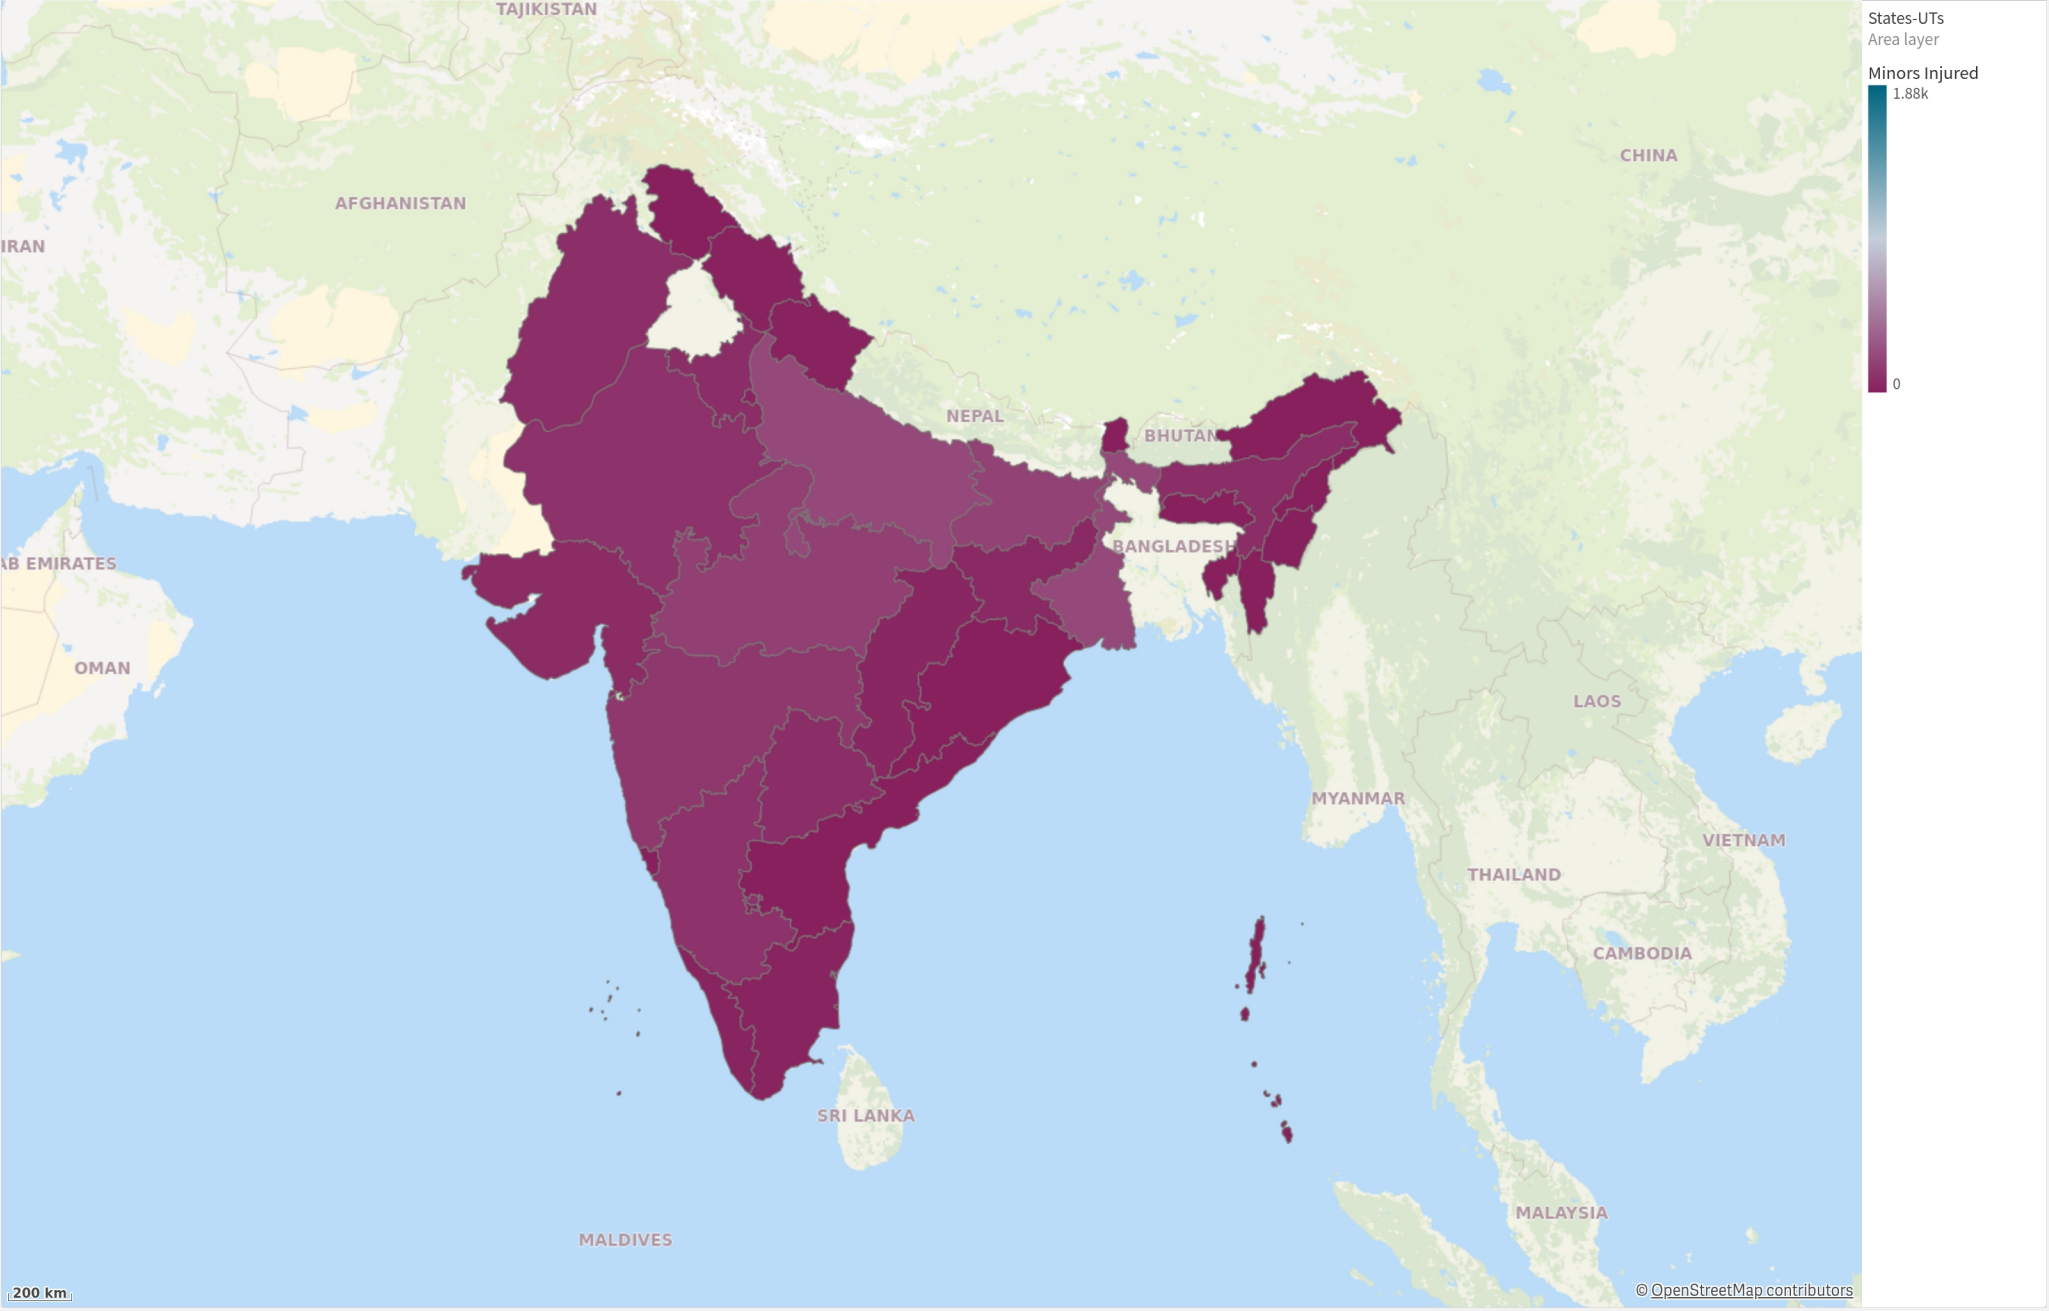 TAJIKISTAN
CHINA
AFGHANISTAN
IRAN
NEPAL
BHUTAN
BANGLADESH
AB EMIRATES
OMAN
LAOS
MYANMAR
VIETNAM
THAILAND
CAMBODIA
SRI LANKA
MALAYSIA
MALDIVES
200 km
© OpenStreetMap contributors
States-UTs
Area layer
Minors Injured
1.88k
0